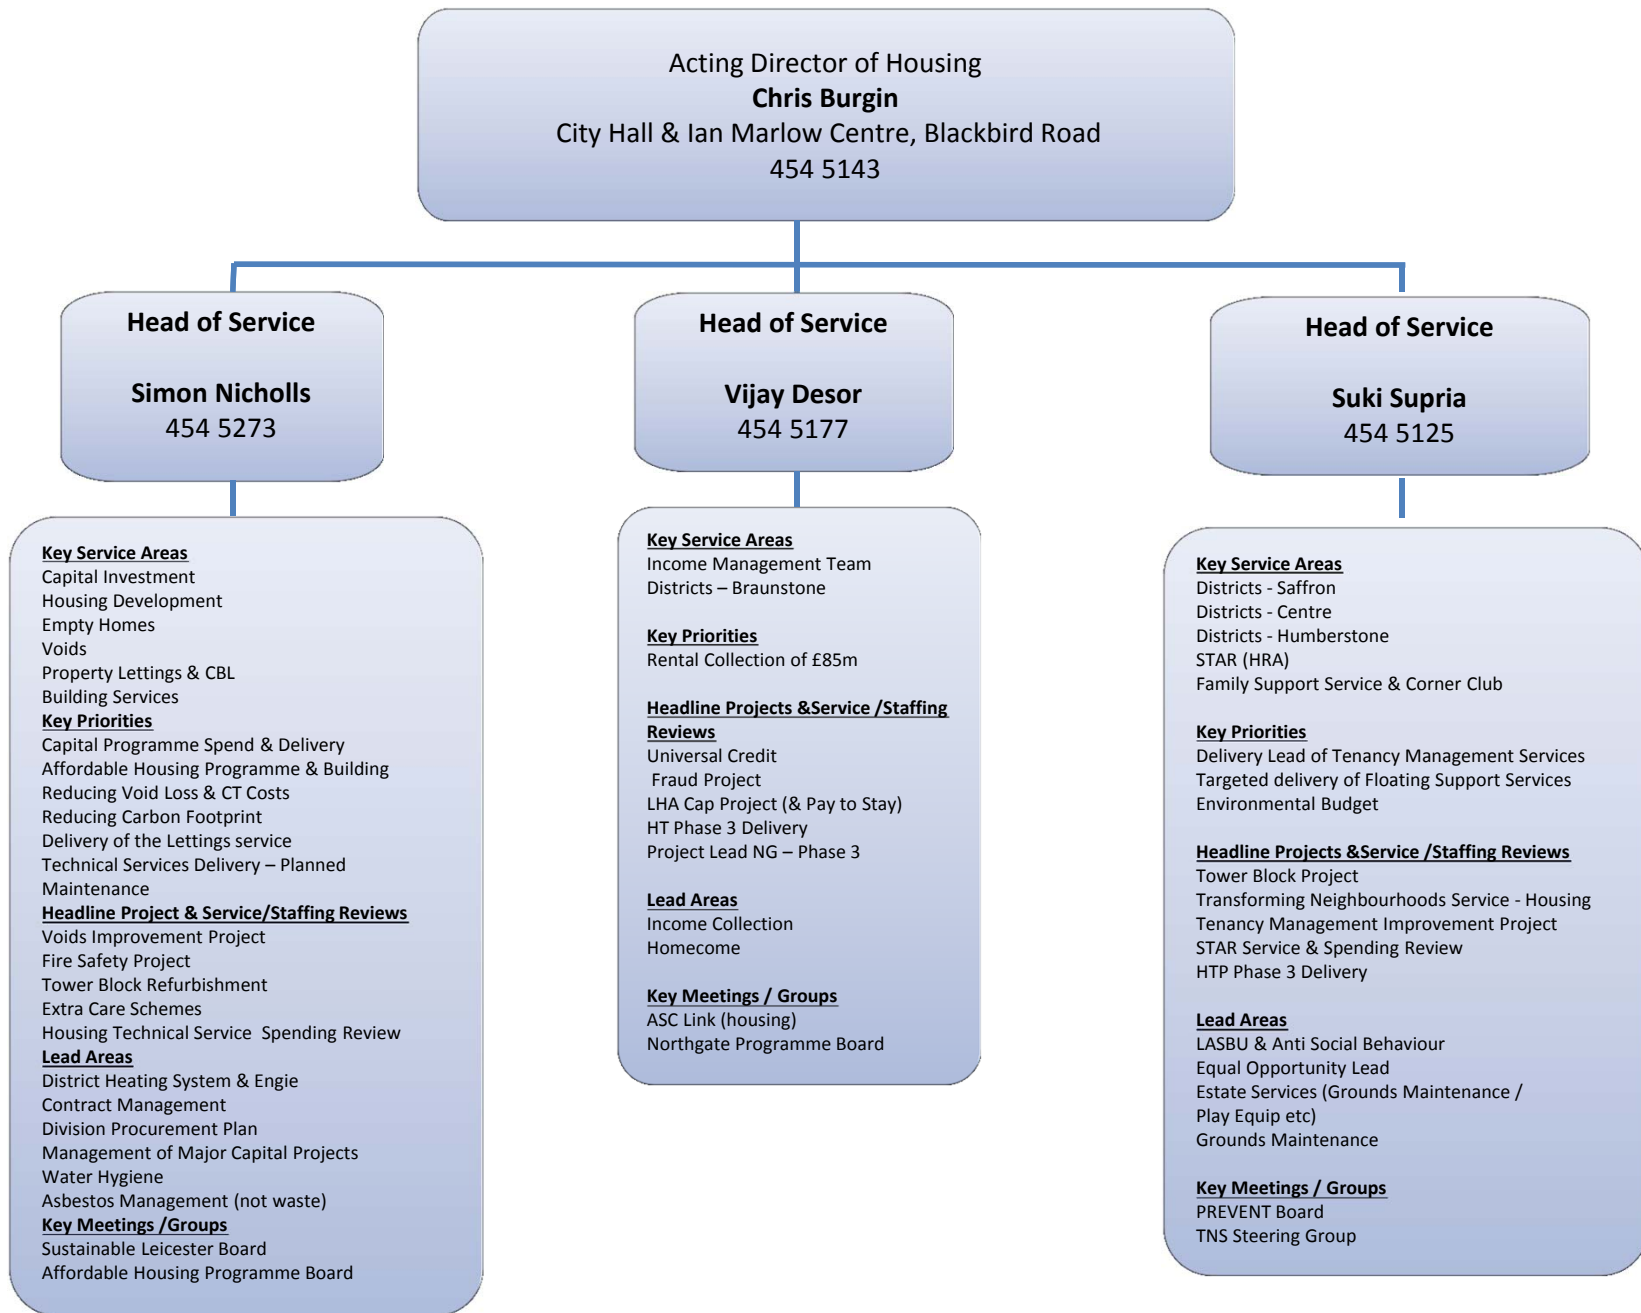 Acting Director of Housing
Chris Burgin
City Hall & Ian Marlow Centre, Blackbird Road
454 5143
Head of Service
Simon Nicholls
454 5273
Head of Service
Vijay Desor
454 5177
Head of Service
Suki Supria
454 5125
Key Service Areas
Capital Investment
Housing Development
Empty Homes
Voids
Property Lettings & CBL
Building Services
Key Priorities
Capital Programme Spend & Delivery
Affordable Housing Programme & Building
Reducing Void Loss & CT Costs
Reducing Carbon Footprint
Delivery of the Lettings service
Technical Services Delivery – Planned
Maintenance
Headline Project & Service/Staffing Reviews
Voids Improvement Project
Fire Safety Project
Tower Block Refurbishment
Extra Care Schemes
Housing Technical Service  Spending Review
Lead Areas
District Heating System & Engie
Contract Management
Division Procurement Plan
Management of Major Capital Projects
Water Hygiene
Asbestos Management (not waste)
Key Meetings /Groups
Sustainable Leicester Board
Affordable Housing Programme Board
Key Service Areas
Income Management Team
Districts – Braunstone
Key Priorities
Rental Collection of £85m
Headline Projects &Service /Staffing
Reviews
Universal Credit
Fraud Project
LHA Cap Project (& Pay to Stay)
HT Phase 3 Delivery
Project Lead NG – Phase 3
Lead Areas
Income Collection
Homecome
Key Meetings / Groups
ASC Link (housing)
Northgate Programme Board
Key Service Areas
Districts - Saffron
Districts - Centre
Districts - Humberstone
STAR (HRA)
Family Support Service & Corner Club
Key Priorities
Delivery Lead of Tenancy Management Services
Targeted delivery of Floating Support Services
Environmental Budget
Headline Projects &Service /Staffing Reviews
Tower Block Project
Transforming Neighbourhoods Service - Housing
Tenancy Management Improvement Project
STAR Service & Spending Review
HTP Phase 3 Delivery
Lead Areas
LASBU & Anti Social Behaviour
Equal Opportunity Lead
Estate Services (Grounds Maintenance /
Play Equip etc)
Grounds Maintenance
Key Meetings / Groups
PREVENT Board
TNS Steering Group